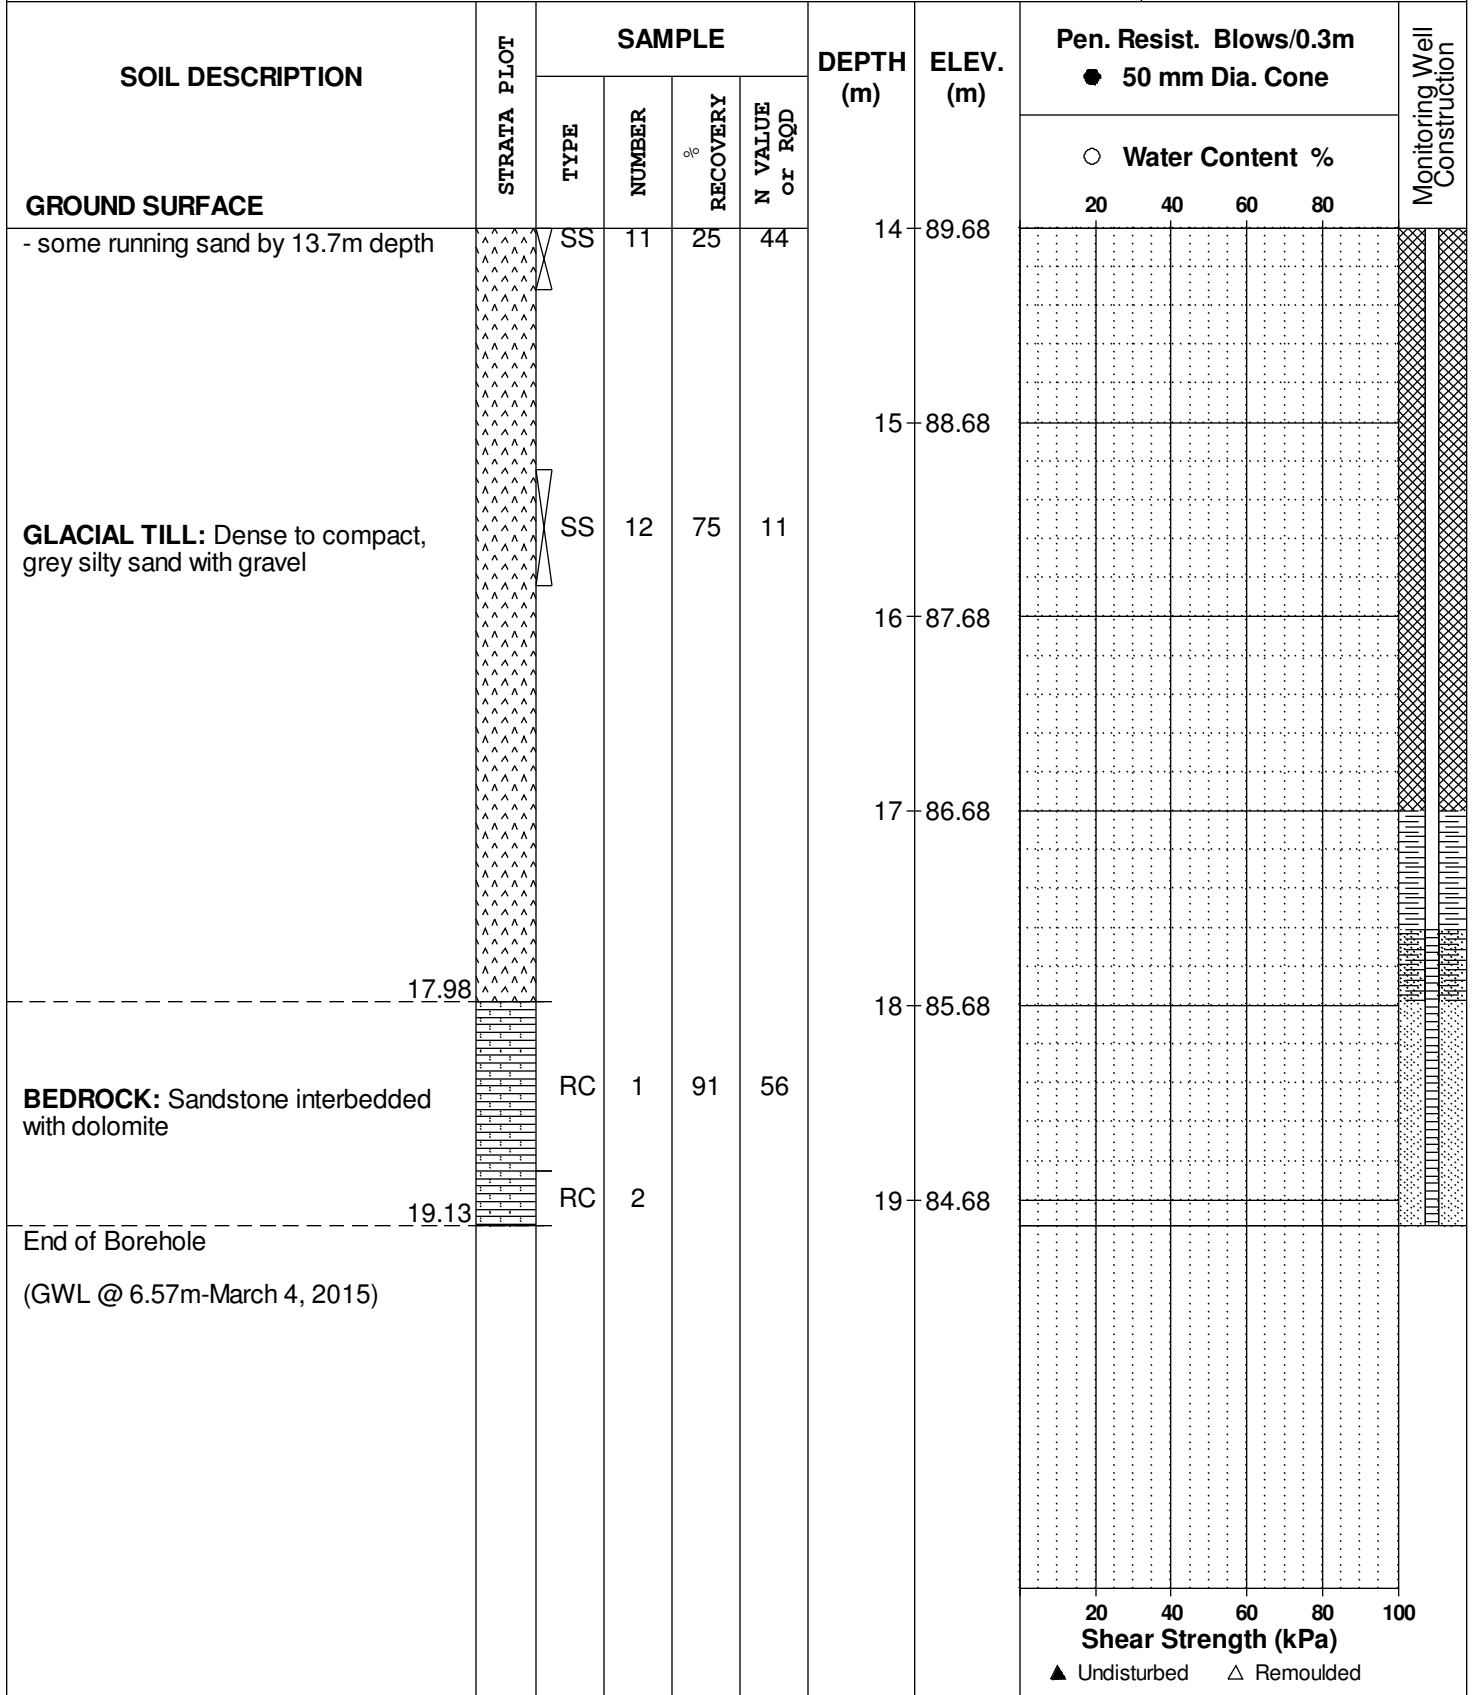 SOIL DESCRIPTION
GROUND SURFACE
STRATA PLOT
SAMPLE
TYPE
NUMBER
%
RECOVERY
N VALUE
or RQD
DEPTH
(m)
ELEV.
(m)
Pen. Resist. Blows/0.3m
● 50 mm Dia. Cone
○ Water Content %
20 40 60 80
Monitoring Well
Construction
- some running sand by 13.7m depth
SS 11 25 44
14 89.68
15 88.68
GLACIAL TILL: Dense to compact,
grey silty sand with gravel
SS 12 75 11
16 87.68
17 86.68
17.98
18 85.68
BEDROCK: Sandstone interbedded
with dolomite
RC 1 91 56
RC 2
19 84.68
19.13
End of Borehole
(GWL @ 6.57m-March 4, 2015)
20 40 60 80 100
Shear Strength (kPa)
▲ Undisturbed △ Remoulded